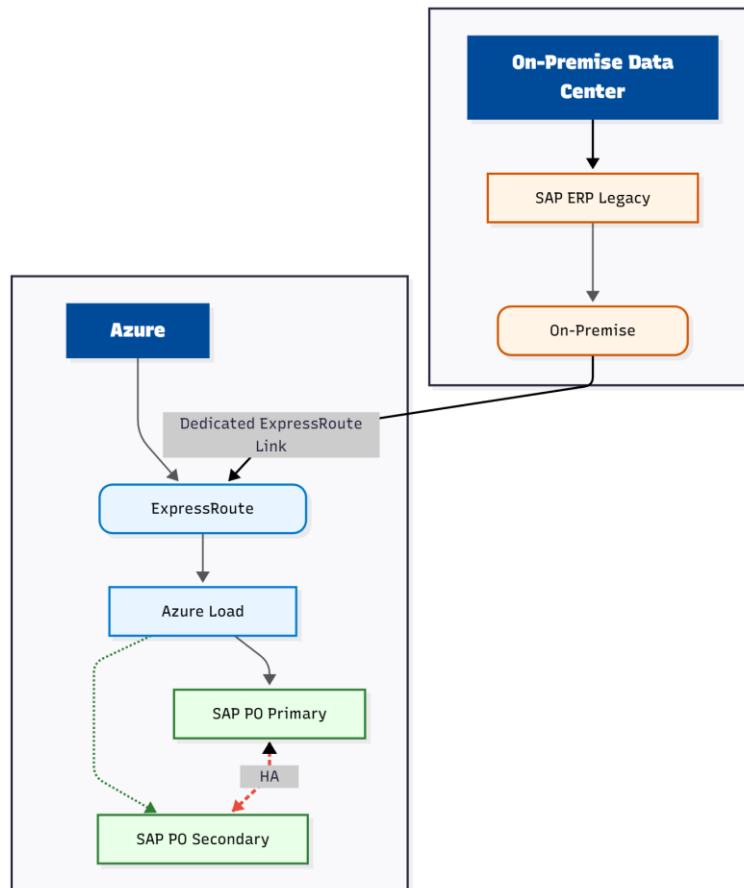 On-Premise Data
Center
SAP ERP Legacy
On-Premise
Azure
Dedicated ExpressRoute
Link
ExpressRoute
Azure Load
SAP PO Primary
HA
SAP PO Secondary